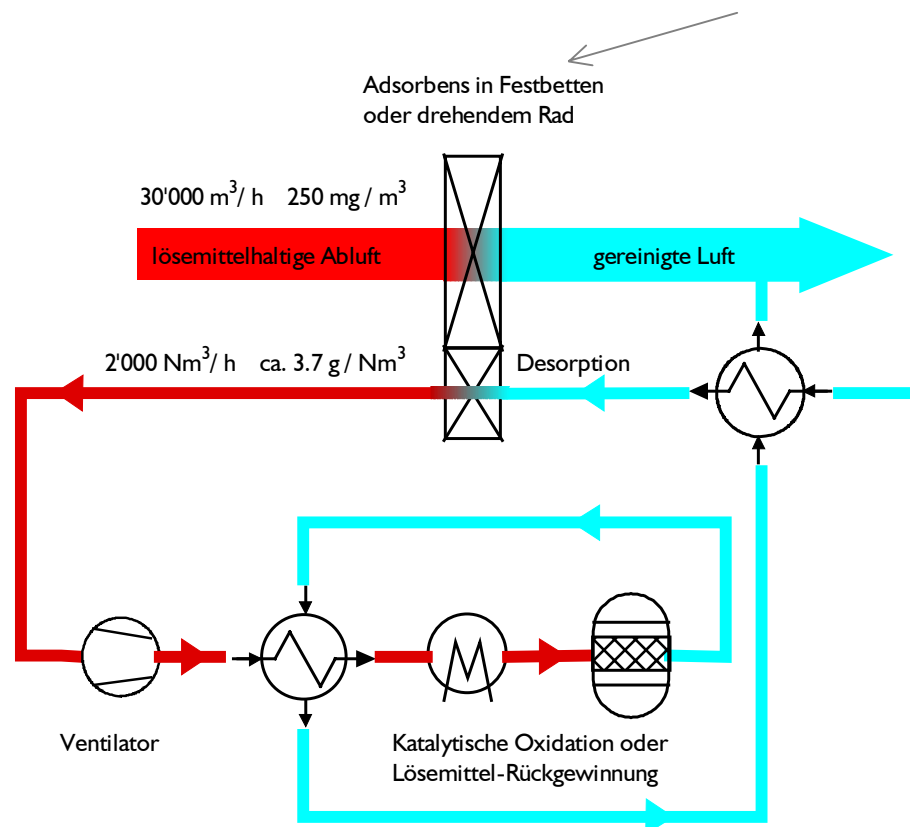 Adsorbens in Festbetten
oder drehendem Rad
30'000 m³/ h 250 mg / m³
lösemittelhaltige Abluft
gereinigte Luft
2'000 Nm³/ h ca. 3.7 g / Nm³
Desorption
Ventilator
Katalytische Oxidation oder
Lösemittel-Rückgewinnung